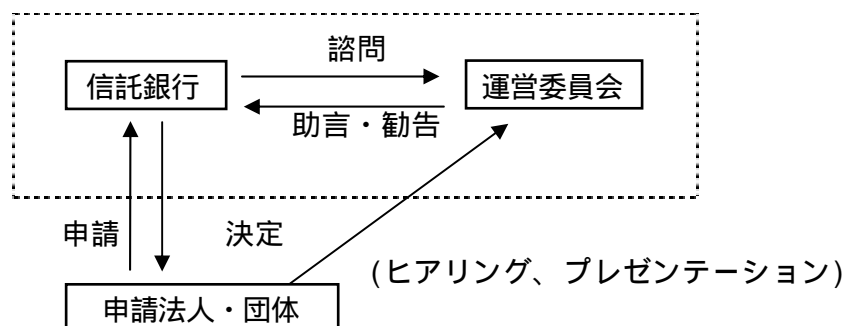 諮問
信託銀行
運営委員会
助言・勧告
申請
決定
(ヒアリング、プレゼンテーション)
申請法人・団体